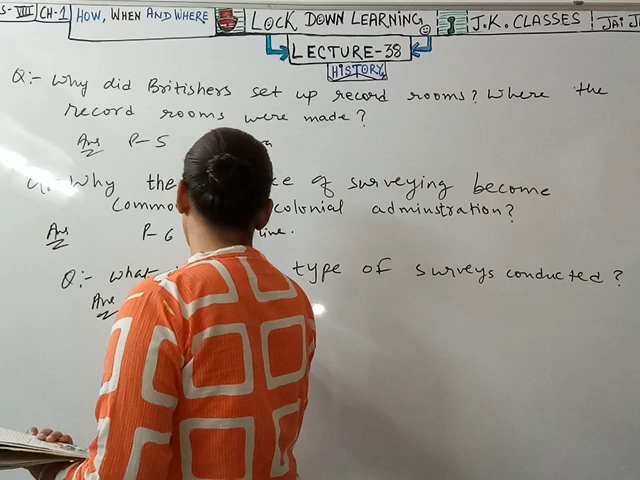 S-VIII CH-1 HOW, WHEN AND WHERE LOCK DOWN LEARNING J.K. CLASSES JAI
LECTURE-38
HISTORY
Q:- Why did Britishers set up record rooms? Where the
record rooms were made?
Ans P-5
Why the of surveying become
colonial adminstration?
Ans P-6 line.
Q:- What type of surveys conducted?
Ans